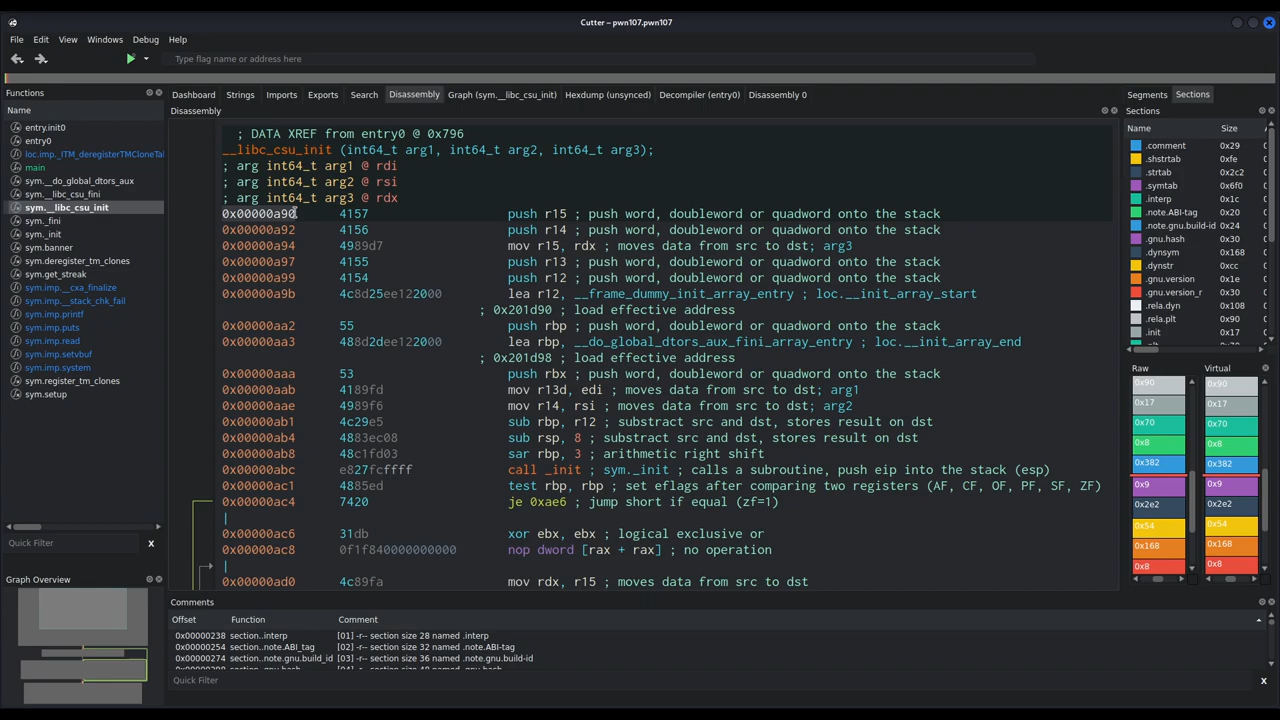 Cutter – pwn107.pwn107
File Edit View Windows Debug Help
Type flag name or address here
Functions
Name
entry.init0
entry0
loc.imp._ITM_deregisterTMCloneTal
main
sym.__do_global_dtors_aux
sym.__libc_csu_fini
sym.__libc_csu_init
sym._fini
sym._init
sym.banner
sym.deregister_tm_clones
sym.get_streak
sym.imp.__cxa_finalize
sym.imp.__stack_chk_fail
sym.imp.printf
sym.imp.puts
sym.imp.read
sym.imp.setvbuf
sym.imp.system
sym.register_tm_clones
sym.setup
Quick Filter X
Graph Overview
Dashboard Strings Imports Exports Search Disassembly Graph (sym.__libc_csu_init) Hexdump (unsynced) Decompiler (entry0) Disassembly 0
Disassembly
; DATA XREF from entry0 @ 0x796
__libc_csu_init (int64_t arg1, int64_t arg2, int64_t arg3);
; arg int64_t arg1 @ rdi
; arg int64_t arg2 @ rsi
; arg int64_t arg3 @ rdx
0x00000a90 4157 push r15 ; push word, doubleword or quadword onto the stack
0x00000a92 4156 push r14 ; push word, doubleword or quadword onto the stack
0x00000a94 4989d7 mov r15, rdx ; moves data from src to dst; arg3
0x00000a97 4155 push r13 ; push word, doubleword or quadword onto the stack
0x00000a99 4154 push r12 ; push word, doubleword or quadword onto the stack
0x00000a9b 4c8d25ee122000 lea r12, __frame_dummy_init_array_entry ; loc.__init_array_start
; 0x201d90 ; load effective address
0x00000aa2 55 push rbp ; push word, doubleword or quadword onto the stack
0x00000aa3 488d2dee122000 lea rbp, __do_global_dtors_aux_fini_array_entry ; loc.__init_array_end
; 0x201d98 ; load effective address
0x00000aaa 53 push rbx ; push word, doubleword or quadword onto the stack
0x00000aab 4189fd mov r13d, edi ; moves data from src to dst; arg1
0x00000aae 4989f6 mov r14, rsi ; moves data from src to dst; arg2
0x00000ab1 4c29e5 sub rbp, r12 ; substract src and dst, stores result on dst
0x00000ab4 4883ec08 sub rsp, 8 ; substract src and dst, stores result on dst
0x00000ab8 48c1fd03 sar rbp, 3 ; arithmetic right shift
0x00000abc e827fcffff call _init ; sym._init ; calls a subroutine, push eip into the stack (esp)
0x00000ac1 4885ed test rbp, rbp ; set eflags after comparing two registers (AF, CF, OF, PF, SF, ZF)
0x00000ac4 7420 je 0xae6 ; jump short if equal (zf=1)
0x00000ac6 31db xor ebx, ebx ; logical exclusive or
0x00000ac8 0f1f840000000000 nop dword [rax + rax] ; no operation
0x00000ad0 4c89fa mov rdx, r15 ; moves data from src to dst
Comments
Offset Function Comment
0x00000238 section..interp [01] -r-- section size 28 named .interp
0x00000254 section..note.ABI_tag [02] -r-- section size 32 named .note.ABI-tag
0x00000274 section..note.gnu.build_id [03] -r-- section size 36 named .note.gnu.build-id
Quick Filter X
Segments Sections
Sections
Name Size
.comment 0x29
.shstrtab 0xfe
.strtab 0x2c2
.symtab 0x6f0
.interp 0x1c
.note.ABI-tag 0x20
.note.gnu.build-i 0x24
.gnu.hash 0x30
.dynsym 0x168
.dynstr 0xcc
.gnu.version 0x1e
.gnu.version_r 0x30
.rela.dyn 0x108
.rela.plt 0x90
.init 0x17
Raw Virtual
0x90 0x90
0x17 0x17
0x70 0x70
0x8 0x8
0x382 0x382
0x9 0x9
0x2e2 0x2e2
0x54 0x54
0x168 0x168
0x8 0x8